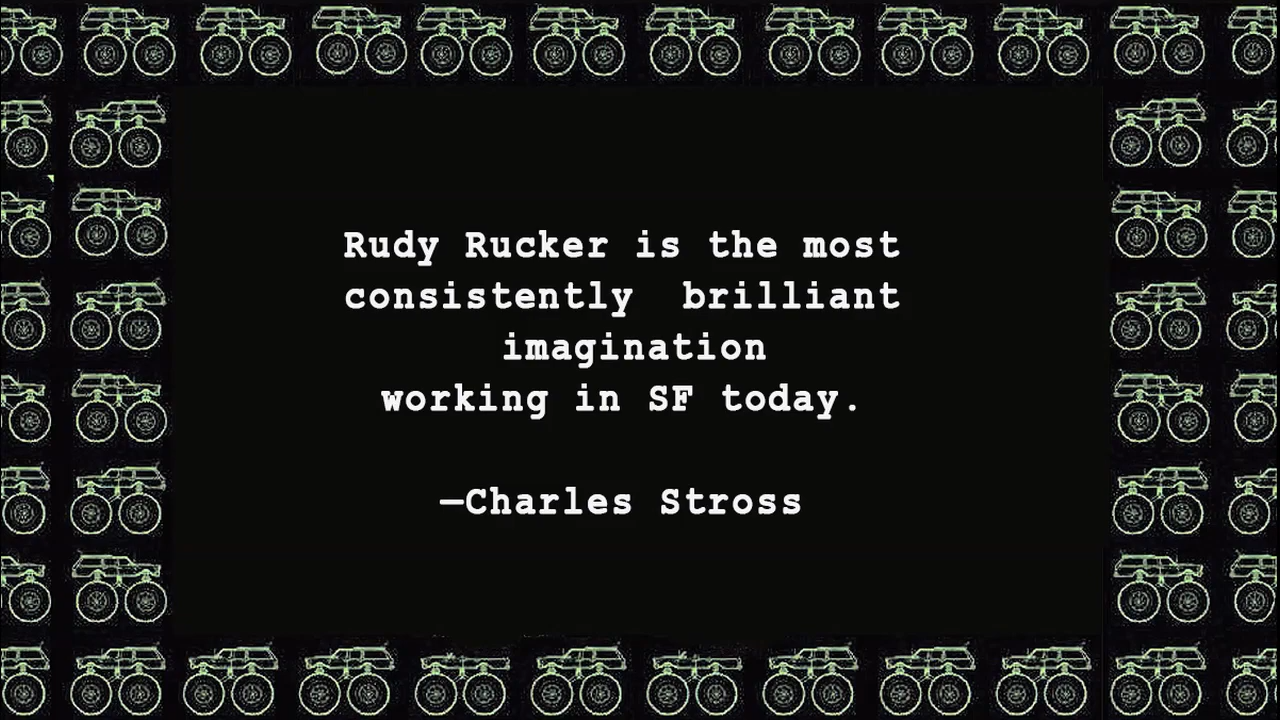 Rudy Rucker is the most
consistently  brilliant
imagination
working in SF today.
—Charles Stross